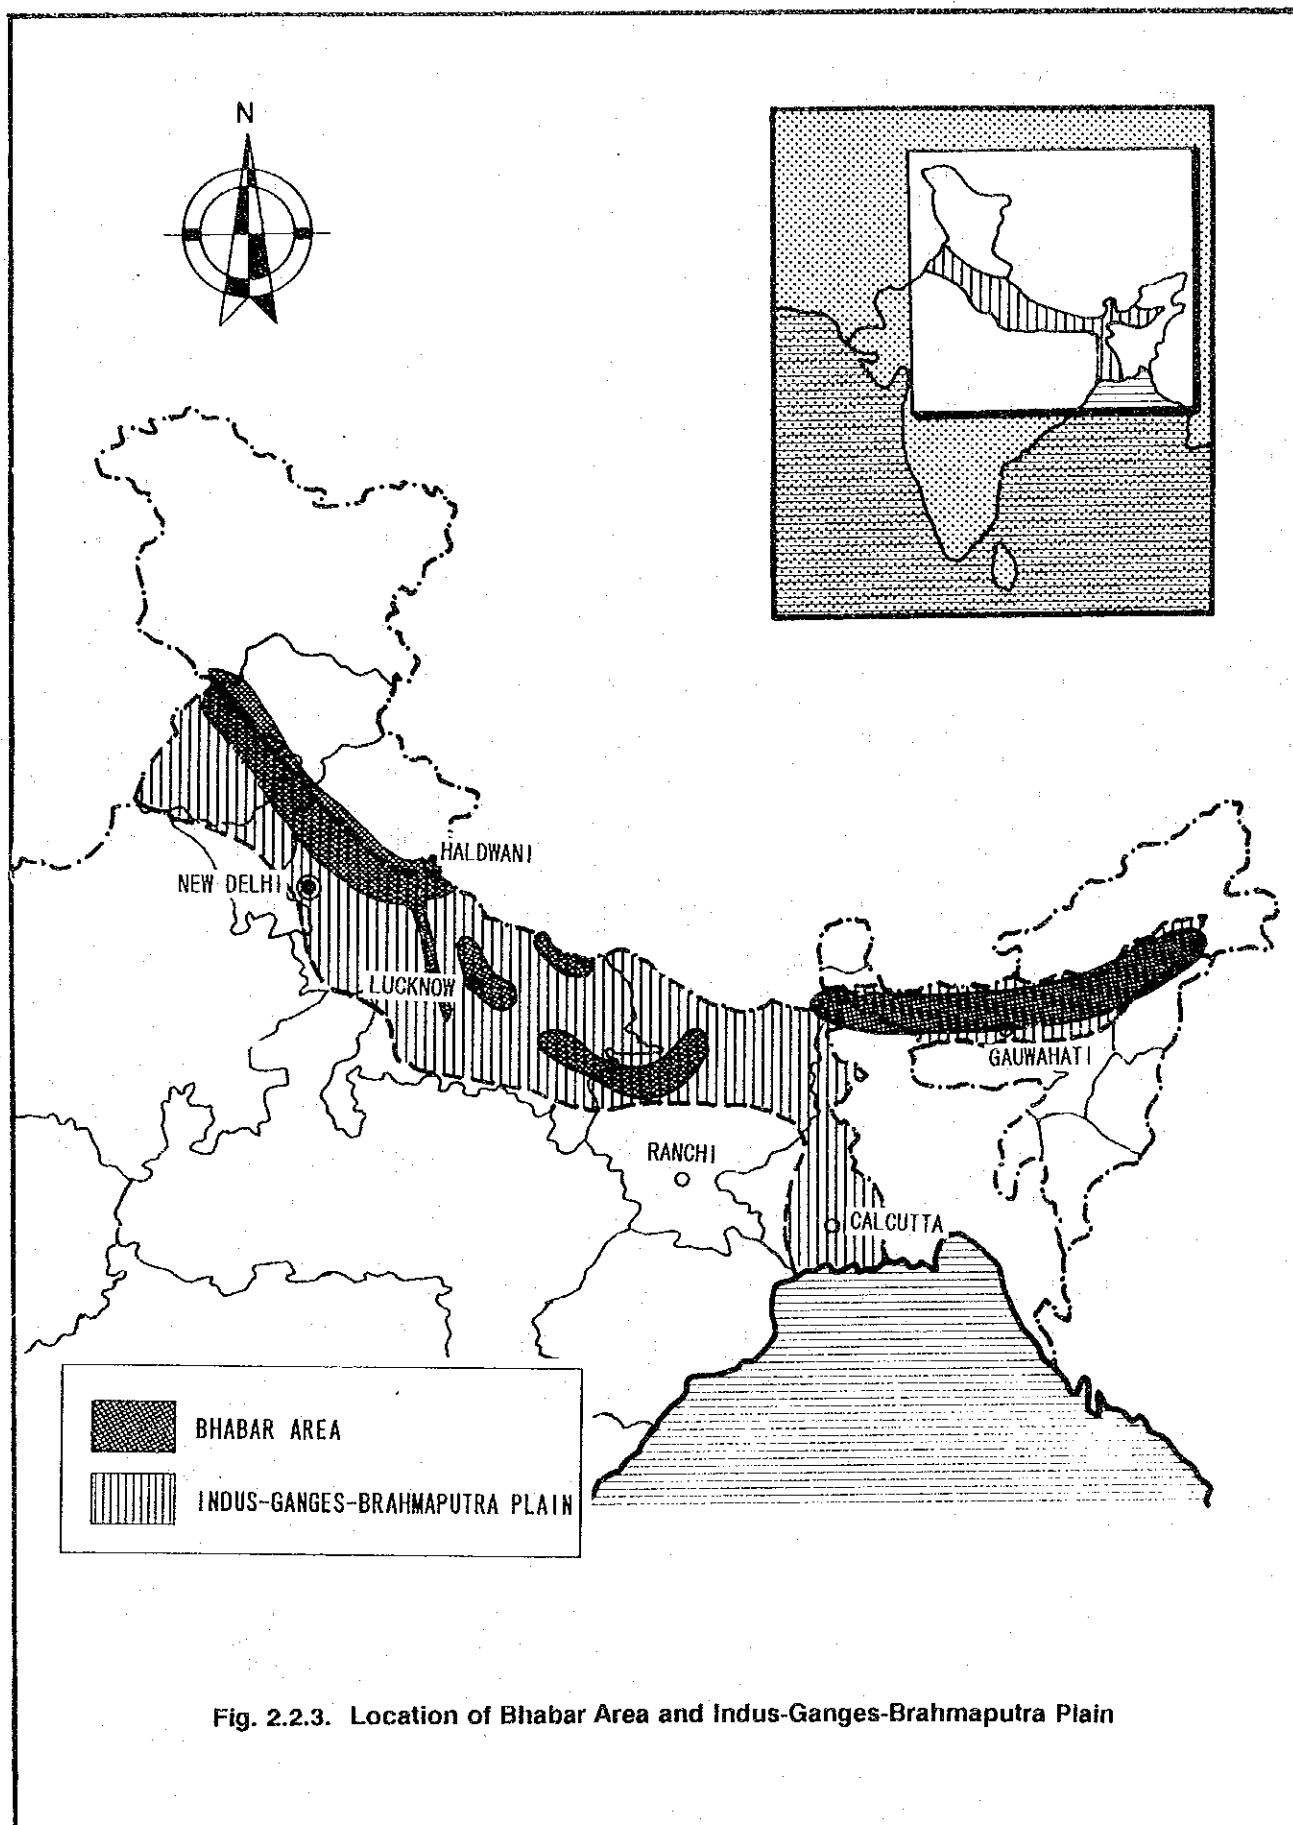 N
HALDWANI
NEW DELHI
LUCKNOW
GAUWAHATI
RANCHI
CALCUTTA
BHABAR AREA
INDUS-GANGES-BRAHMAPUTRA PLAIN
Fig. 2.2.3. Location of Bhabar Area and Indus-Ganges-Brahmaputra Plain